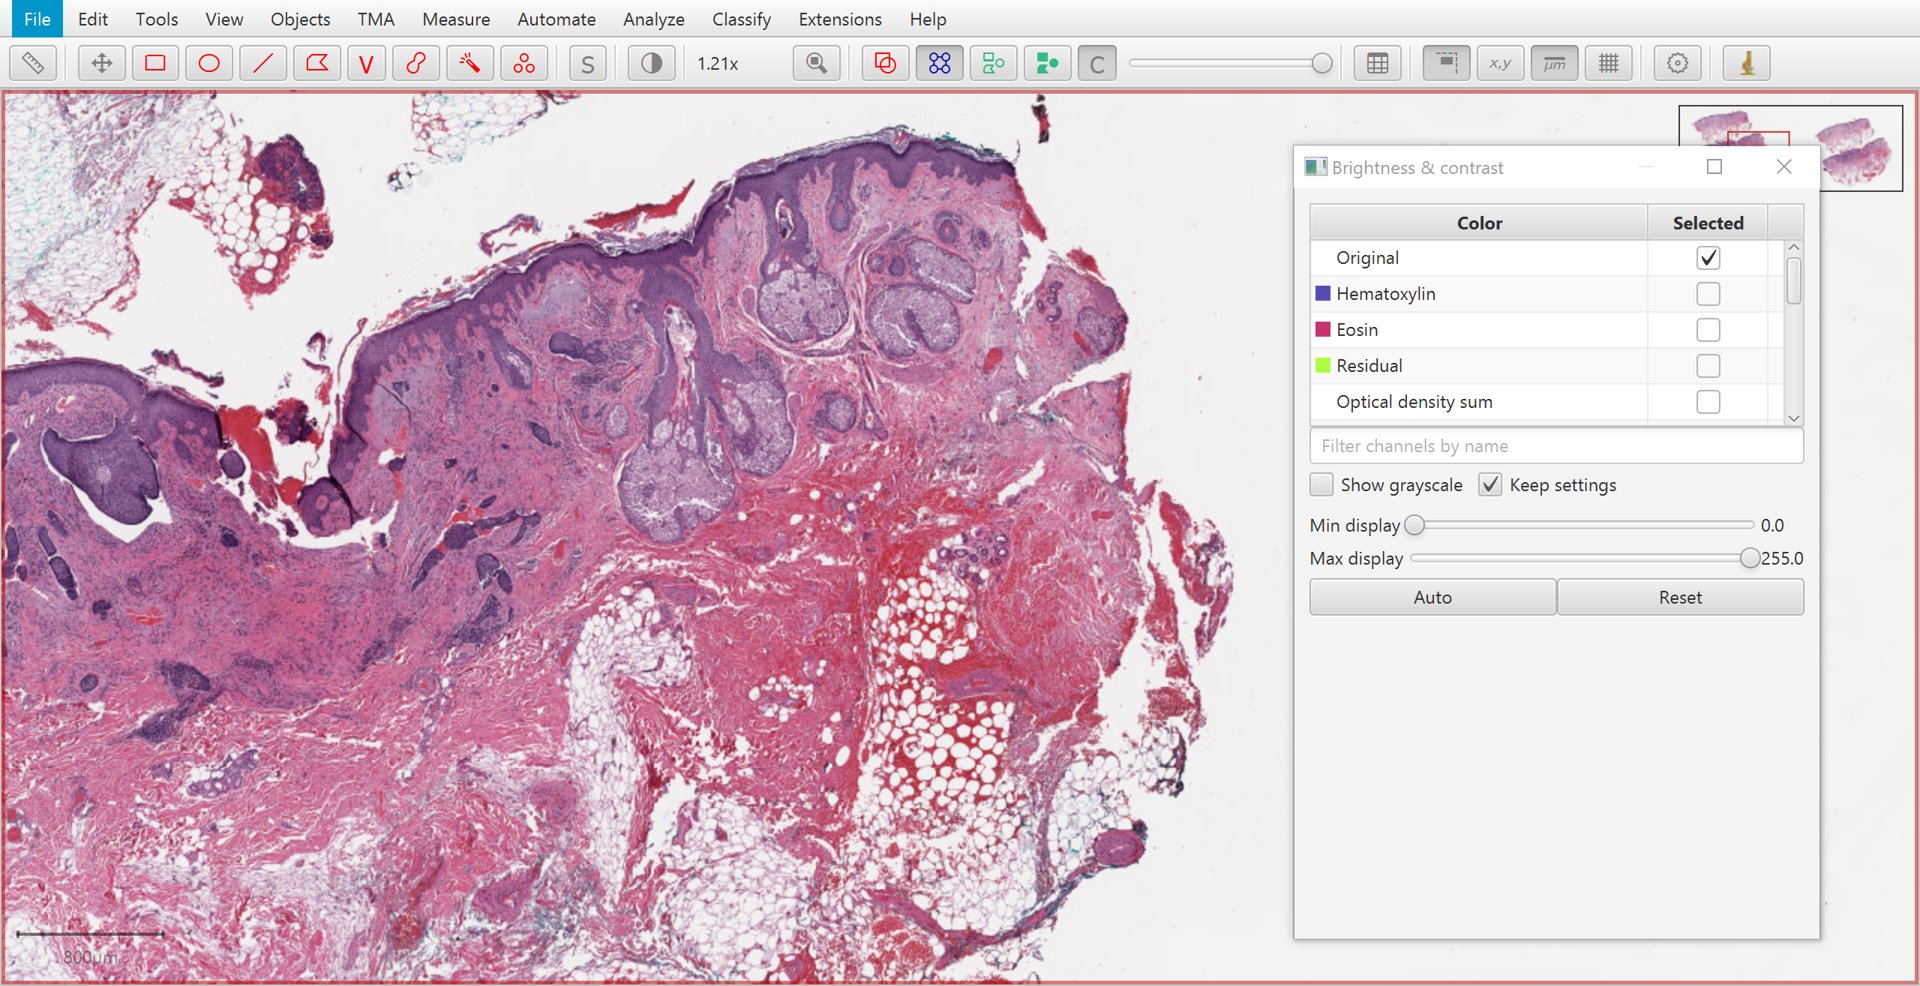 File Edit Tools View Objects TMA Measure Automate Analyze Classify Extensions Help
V S 1.21x C x,y µm
Brightness & contrast
Color Selected
Original
Hematoxylin
Eosin
Residual
Optical density sum
Filter channels by name
Show grayscale Keep settings
Min display 0.0
Max display 255.0
Auto Reset
800µm